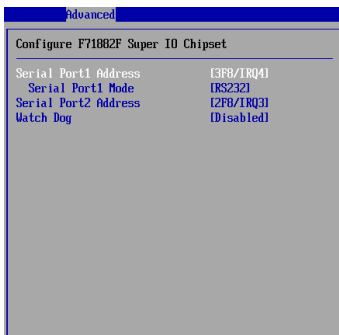 Advanced
Configure F71882F Super IO Chipset
Serial Port1 Address [3F8/IRQ4]
Serial Port1 Mode [RS232]
Serial Port2 Address [2F8/IRQ3]
Watch Dog [Disabled]